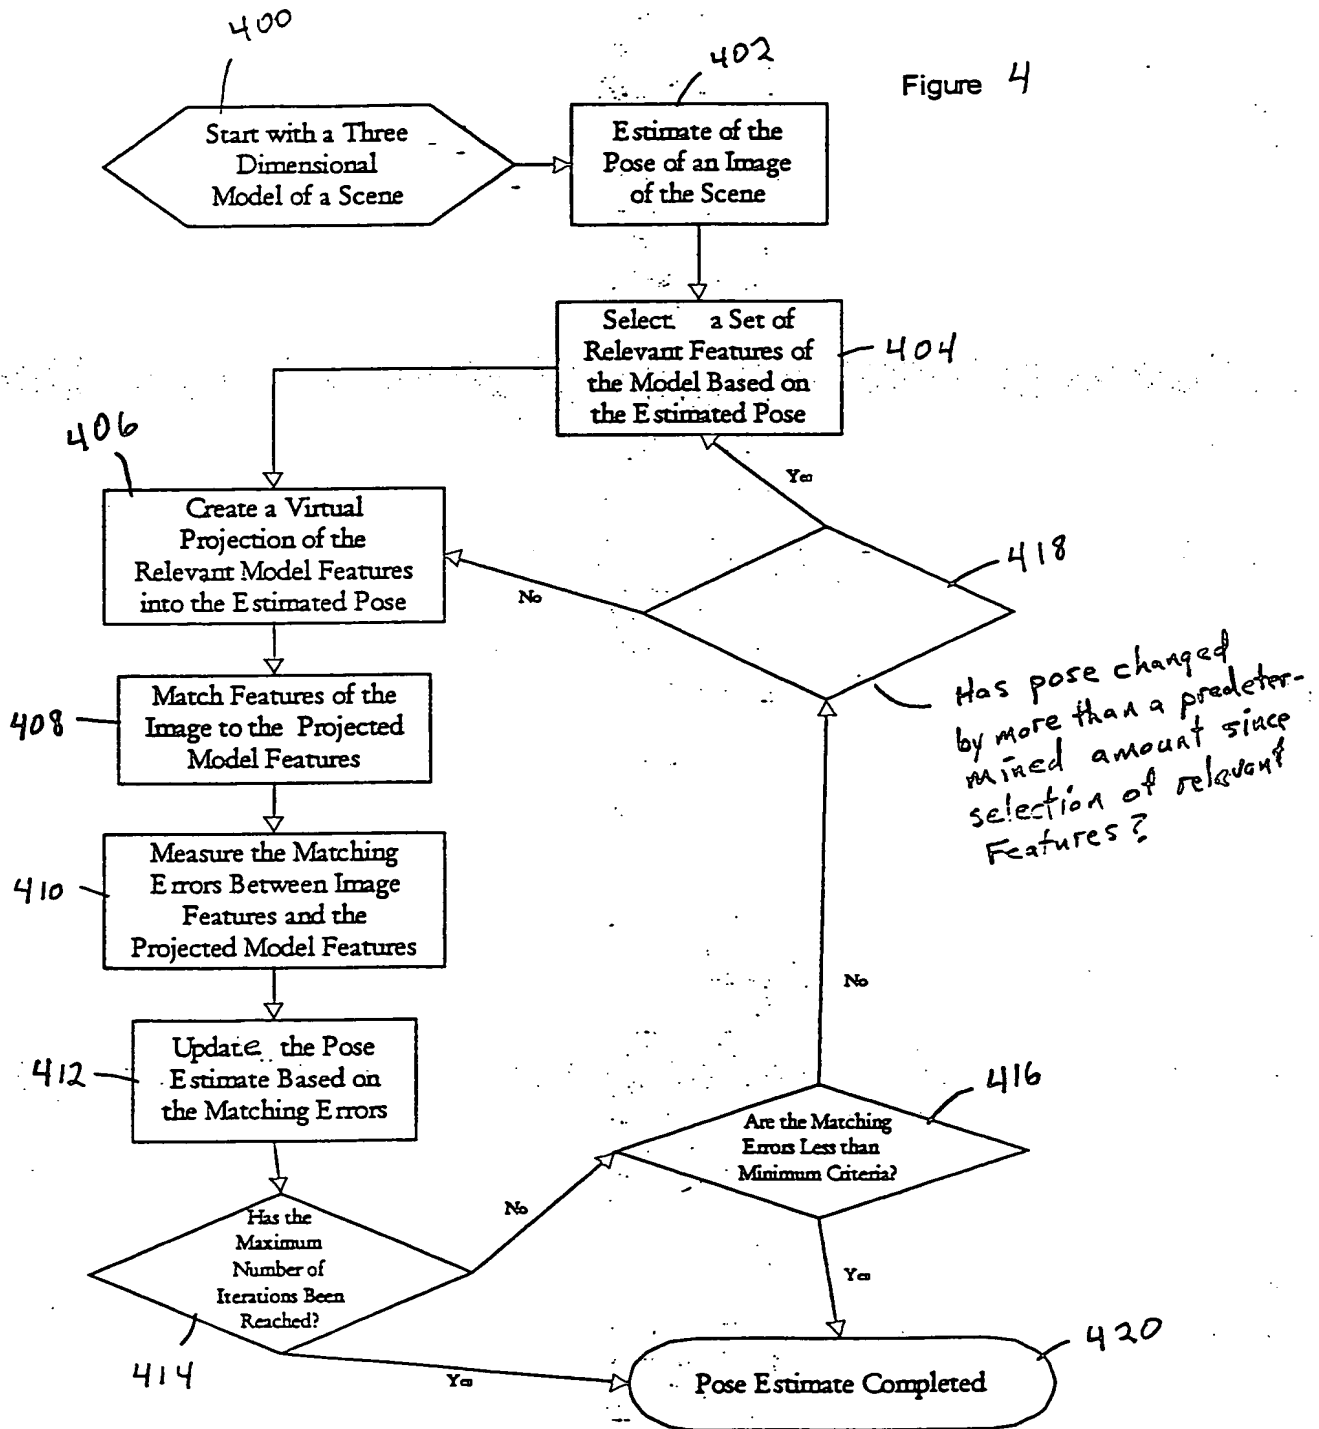 400
402
Figure 4
Start with a Three
Dimensional
Model of a Scene
Estimate of the
Pose of an Image
of the Scene
Select a Set of
Relevant Features of
the Model Based on
the Estimated Pose
404
406
Yes
Create a Virtual
Projection of the
Relevant Model Features
into the Estimated Pose
418
No
Has pose changed
by more than a predeter-
mined amount since
selection of relevant
Features?
Match Features of the
Image to the Projected
Model Features
408
Measure the Matching
Errors Between Image
Features and the
Projected Model Features
410
No
Update the Pose
Estimate Based on
the Matching Errors
412
416
Are the Matching
Errors Less than
Minimum Criteria?
No
Has the
Maximum
Number of
Iterations Been
Reached?
Yes
414
Yes
420
Pose Estimate Completed